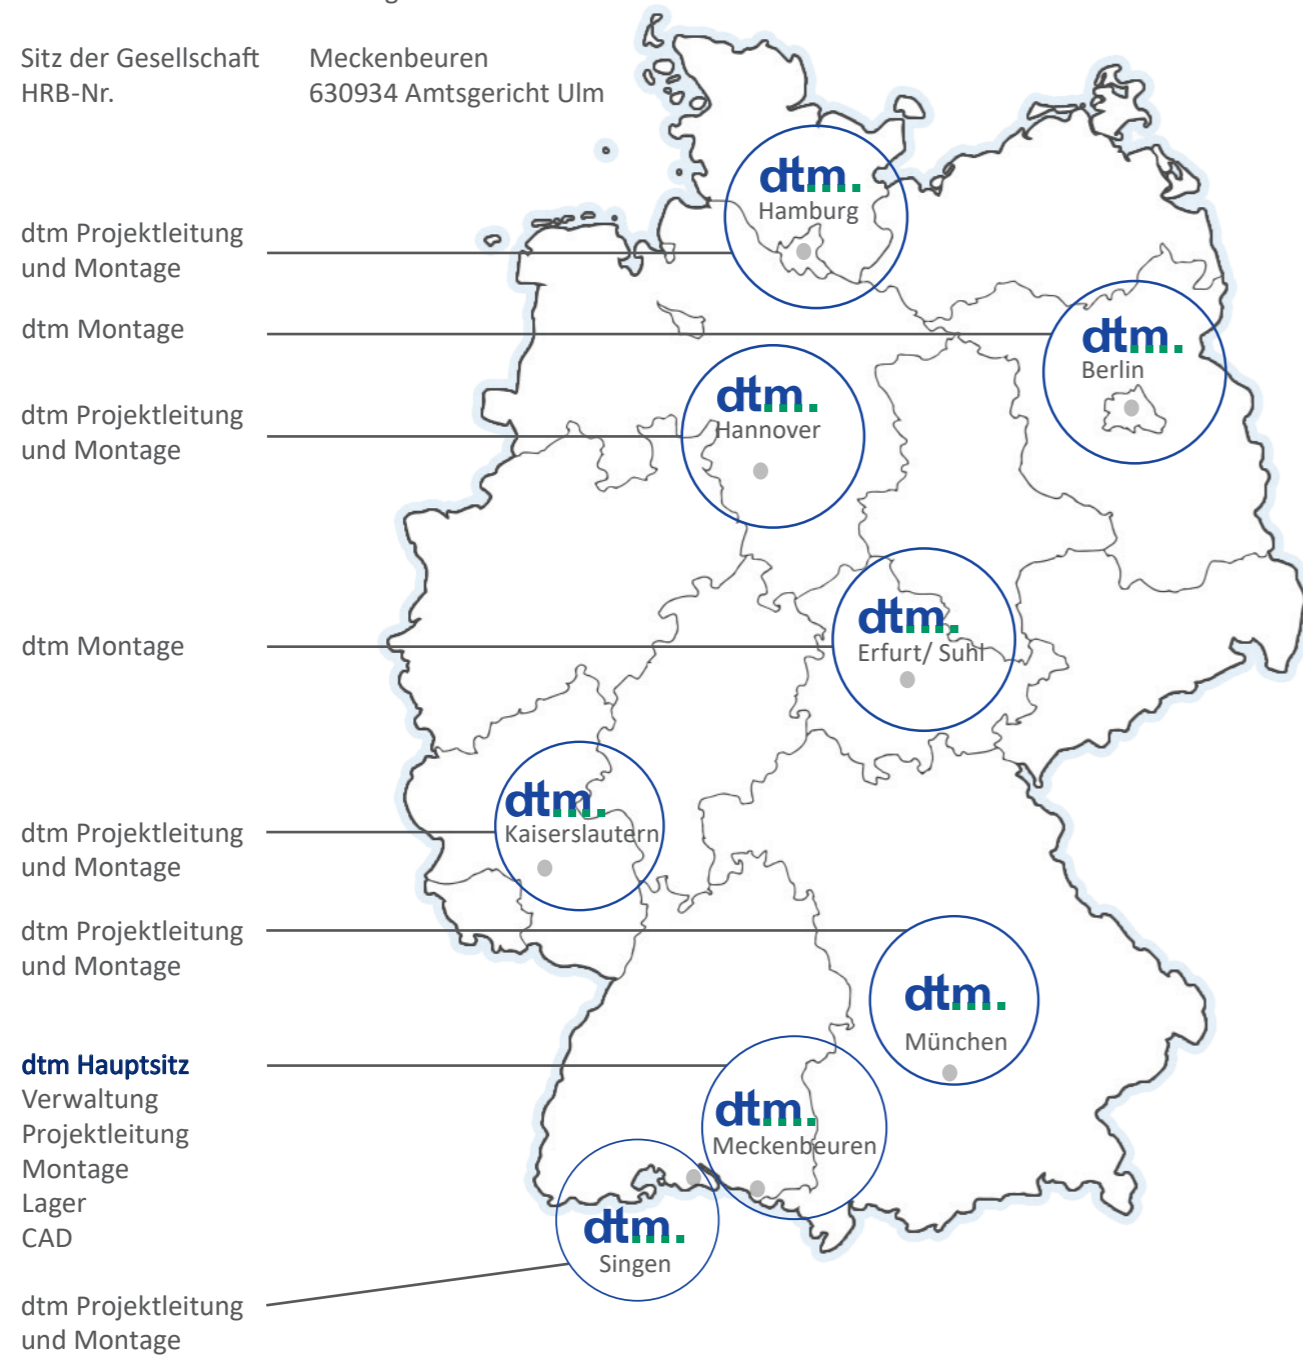 Sitz der Gesellschaft Meckenbeuren
HRB-Nr. 630934 Amtsgericht Ulm
dtm.
Hamburg
dtm Projektleitung
und Montage
dtm Montage
dtm.
Berlin
dtm Projektleitung
und Montage
dtm.
Hannover
dtm Montage
dtm.
Erfurt/ Suhl
dtm Projektleitung
und Montage
dtm.
Kaiserslautern
dtm Projektleitung
und Montage
dtm.
München
dtm Hauptsitz
Verwaltung
Projektleitung
Montage
Lager
CAD
dtm.
Meckenbeuren
dtm.
Singen
dtm Projektleitung
und Montage